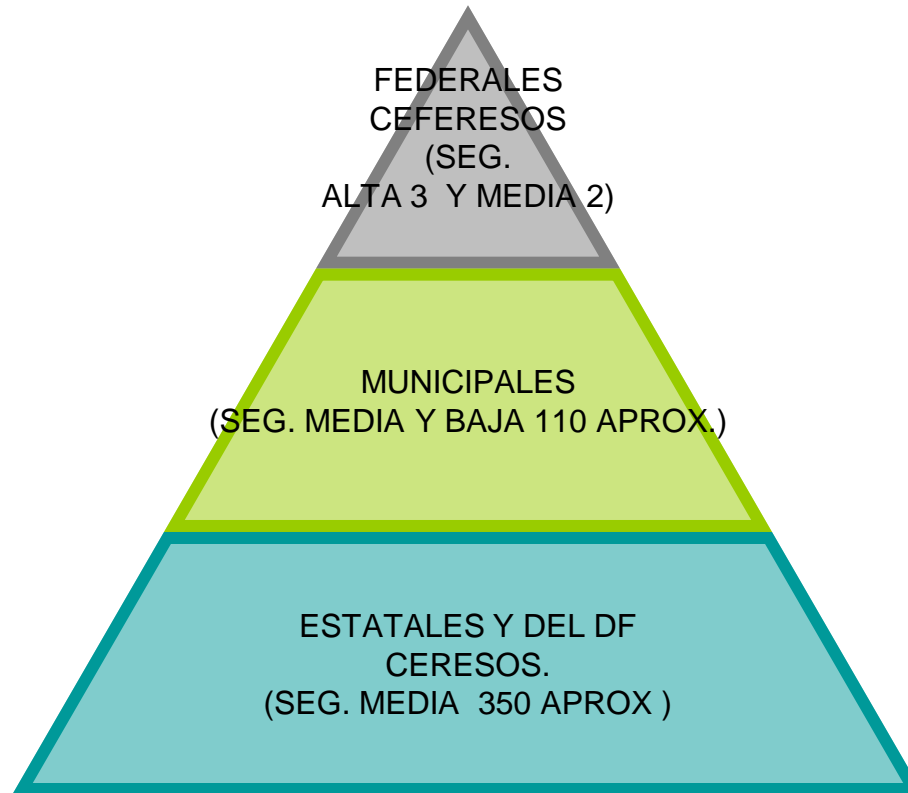 FEDERALES
CEFERESOS
(SEG.
ALTA 3 Y MEDIA 2)
MUNICIPALES
(SEG. MEDIA Y BAJA 110 APROX.)
ESTATALES Y DEL DF
CERESOS.
(SEG. MEDIA 350 APROX )